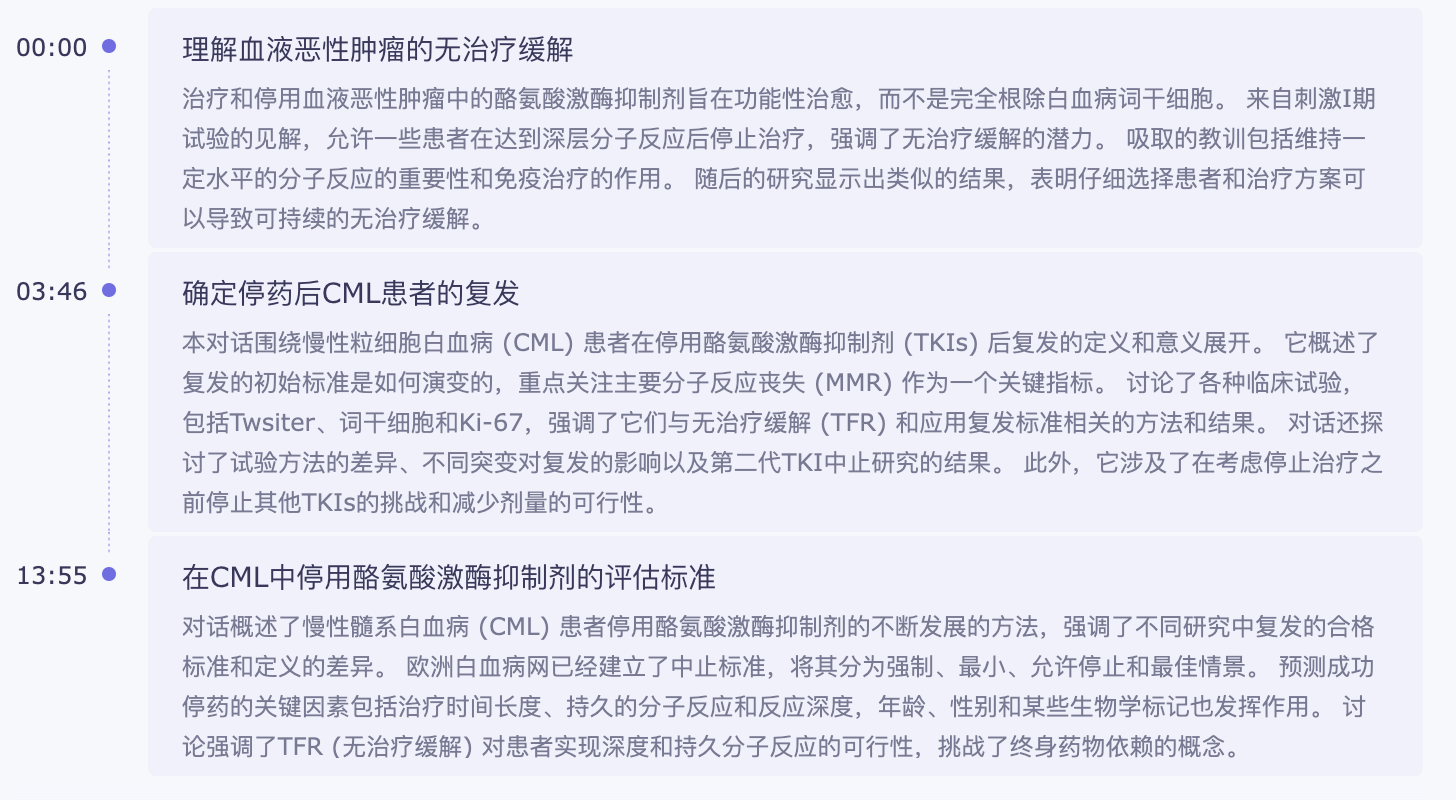 00:00
理解血液恶性肿瘤的无治疗缓解
治疗和停用血液恶性肿瘤中的酪氨酸激酶抑制剂旨在功能性治愈，而不是完全根除白血病词干细胞。 来自刺激I期
试验的见解，允许一些患者在达到深层分子反应后停止治疗，强调了无治疗缓解的潜力。 吸取的教训包括维持一
定水平的分子反应的重要性和免疫治疗的作用。 随后的研究显示出类似的结果，表明仔细选择患者和治疗方案可
以导致可持续的无治疗缓解。
03:46
确定停药后CML患者的复发
本对话围绕慢性粒细胞白血病 (CML) 患者在停用酪氨酸激酶抑制剂 (TKIs) 后复发的定义和意义展开。 它概述了
复发的初始标准是如何演变的，重点关注主要分子反应丧失 (MMR) 作为一个关键指标。 讨论了各种临床试验，
包括Twsiter、词干细胞和Ki-67，强调了它们与无治疗缓解 (TFR) 和应用复发标准相关的方法和结果。 对话还探
讨了试验方法的差异、不同突变对复发的影响以及第二代TKI中止研究的结果。 此外，它涉及了在考虑停止治疗之
前停止其他TKIs的挑战和减少剂量的可行性。
13:55
在CML中停用酪氨酸激酶抑制剂的评估标准
对话概述了慢性髓系白血病 (CML) 患者停用酪氨酸激酶抑制剂的不断发展的方法，强调了不同研究中复发的合格
标准和定义的差异。 欧洲白血病网已经建立了中止标准，将其分为强制、最小、允许停止和最佳情景。 预测成功
停药的关键因素包括治疗时间长度、持久的分子反应和反应深度，年龄、性别和某些生物学标记也发挥作用。 讨
论强调了TFR (无治疗缓解) 对患者实现深度和持久分子反应的可行性，挑战了终身药物依赖的概念。